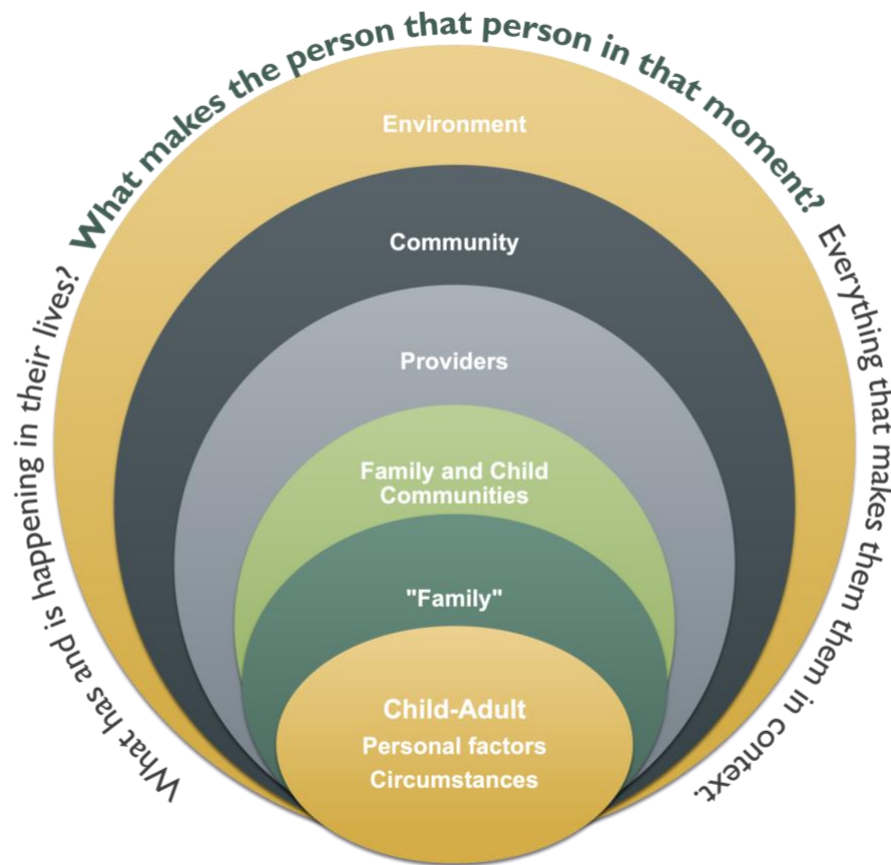 What has and is happening in their lives?
What makes the person that person in that moment?
Everything that makes them them in context.
Environment
Community
Providers
Family and Child
Communities
"Family"
Child-Adult
Personal factors
Circumstances